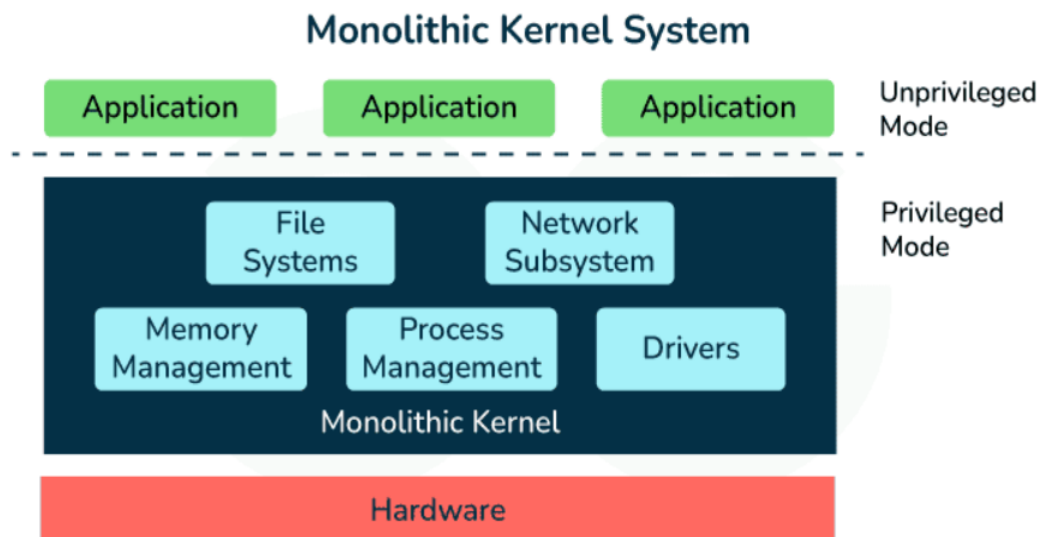 Monolithic Kernel System
Application
Application
Application
Unprivileged
Mode
File
Systems
Network
Subsystem
Privileged
Mode
Memory
Management
Process
Management
Drivers
Monolithic Kernel
Hardware